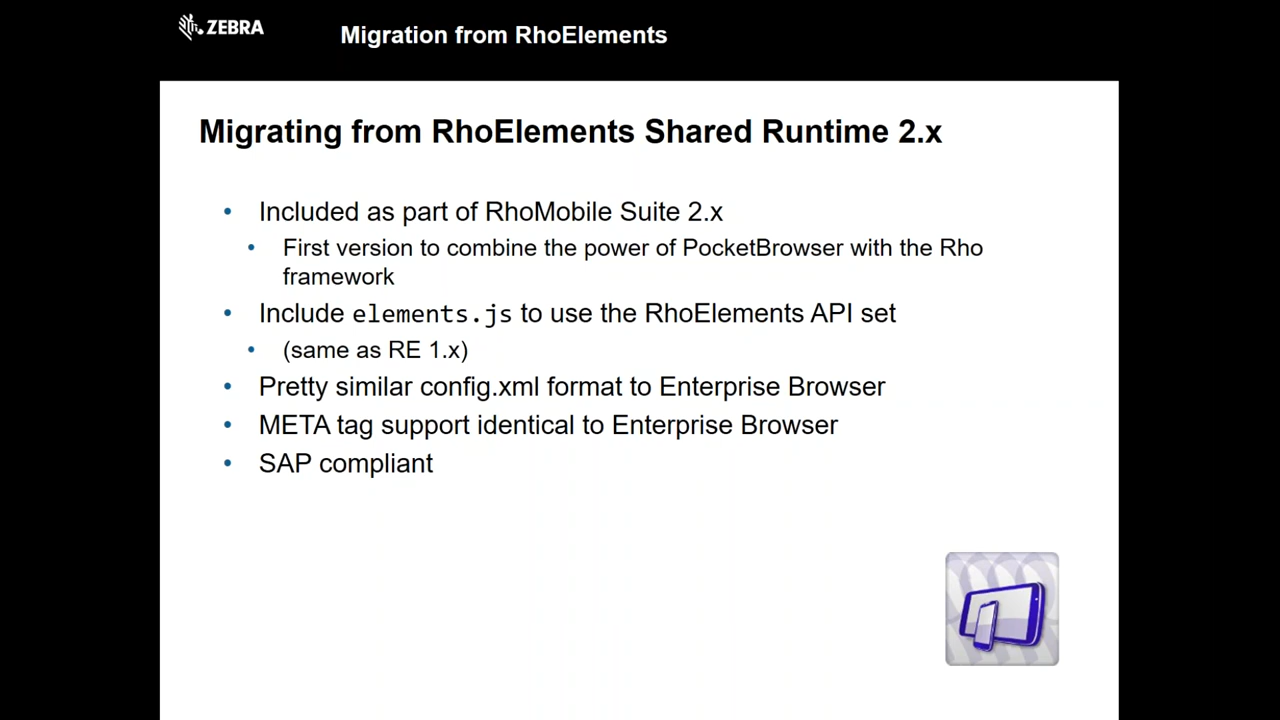 ZEBRA
Migration from RhoElements
Migrating from RhoElements Shared Runtime 2.x
• Included as part of RhoMobile Suite 2.x
• First version to combine the power of PocketBrowser with the Rho
framework
• Include elements.js to use the RhoElements API set
• (same as RE 1.x)
• Pretty similar config.xml format to Enterprise Browser
• META tag support identical to Enterprise Browser
• SAP compliant